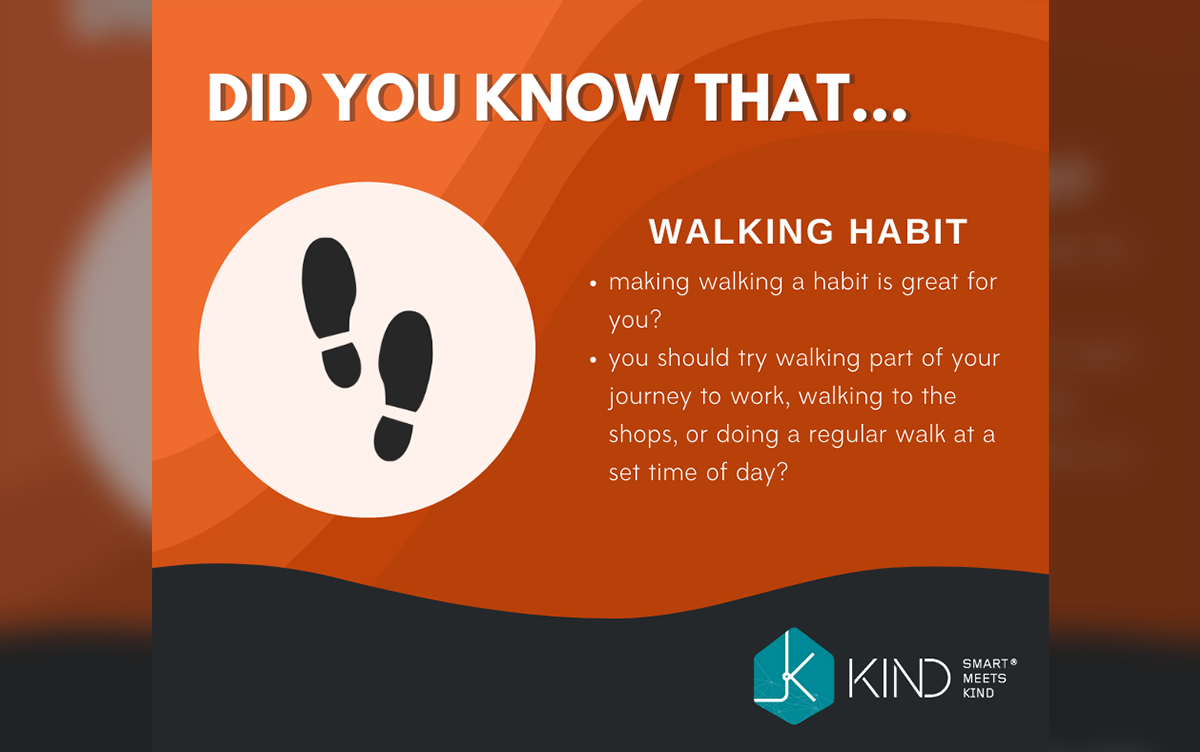 DID YOU KNOW THAT...
WALKING HABIT
• making walking a habit is great for
you?
• you should try walking part of your
journey to work, walking to the
shops, or doing a regular walk at a
set time of day?
KIND
SMART®
MEETS
KIND